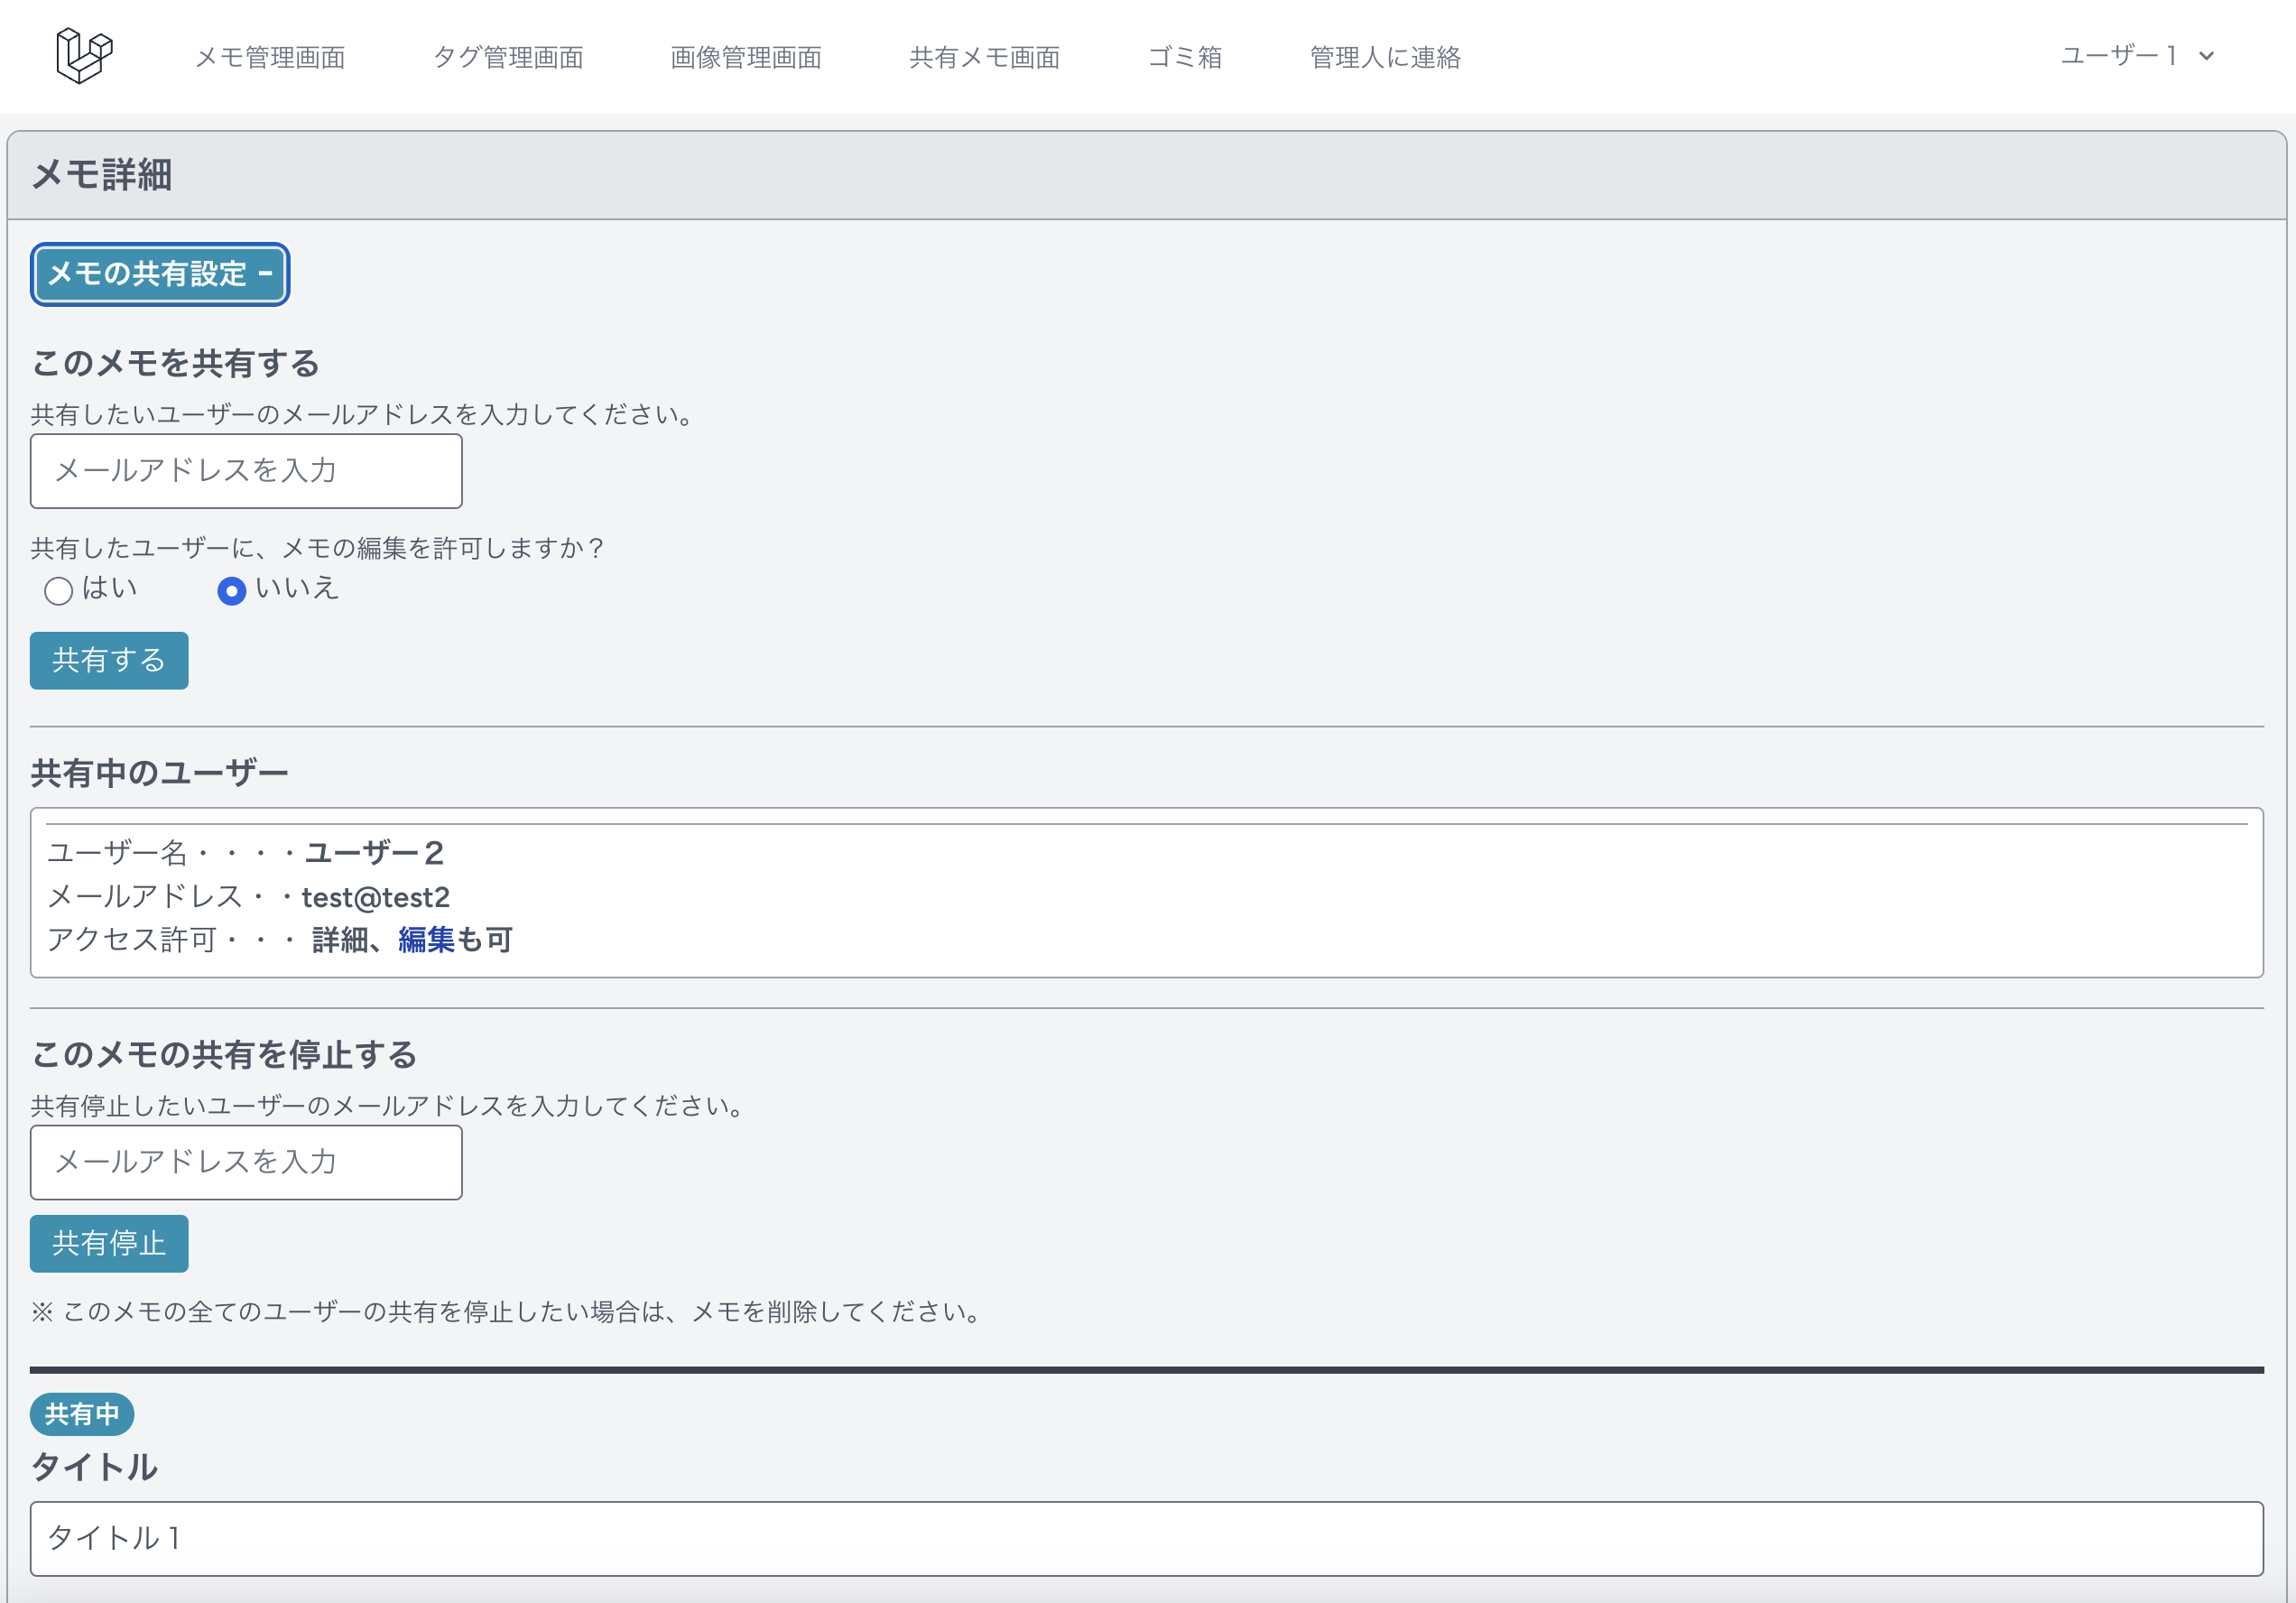 メモ管理画面 タグ管理画面 画像管理画面 共有メモ画面 ゴミ箱 管理人に連絡 ユーザー1
メモ詳細
メモの共有設定 -
このメモを共有する
共有したいユーザーのメールアドレスを入力してください。
メールアドレスを入力
共有したユーザーに、メモの編集を許可しますか？
はい いいえ
共有する
共有中のユーザー
ユーザー名・・・・ユーザー2
メールアドレス・・test@test2
アクセス許可・・・ 詳細、編集も可
このメモの共有を停止する
共有停止したいユーザーのメールアドレスを入力してください。
メールアドレスを入力
共有停止
※ このメモの全てのユーザーの共有を停止したい場合は、メモを削除してください。
共有中
タイトル
タイトル1